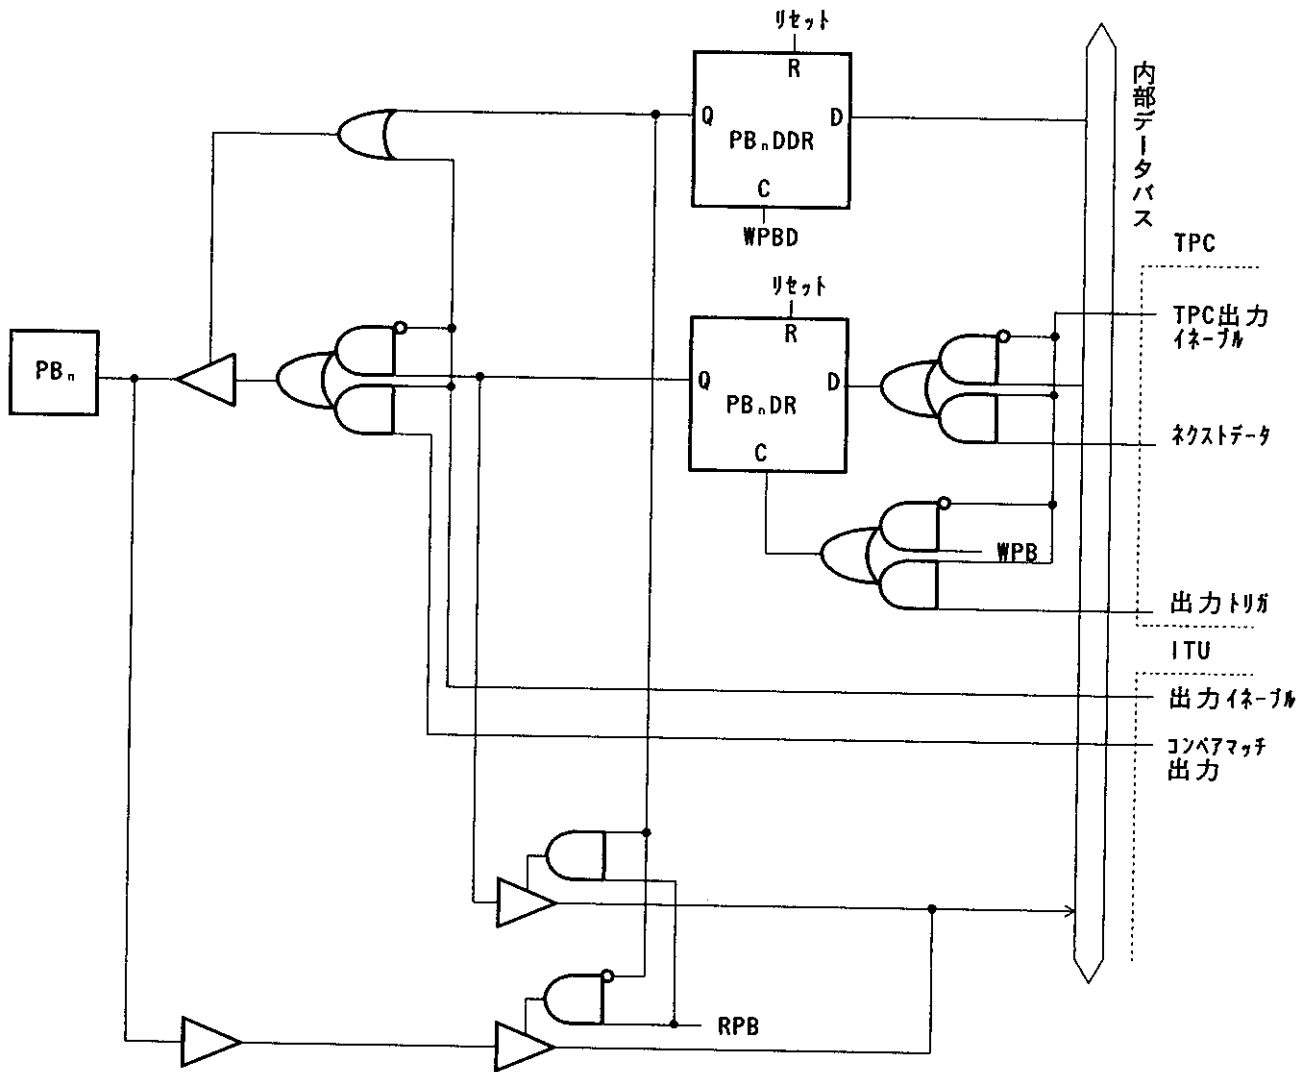 リセット
R
Q
D
PBnDDR
C
WPBD
内部データバス
TPC
リセット
R
Q
D
PBnDR
C
TPC出力
イネーブル
PBn
ネクストデータ
WPB
出力トリガ
ITU
出力イネーブル
コンペアマッチ
出力
RPB